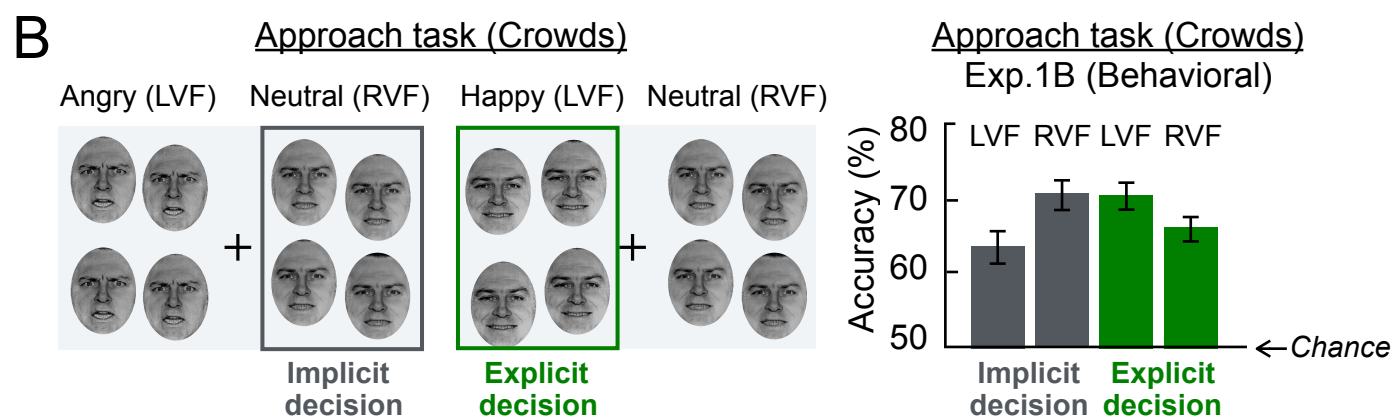 B
Approach task (Crowds)
Angry (LVF) Neutral (RVF) Happy (LVF) Neutral (RVF)
+ +
Implicit
decision
Explicit
decision
Approach task (Crowds)
Exp.1B (Behavioral)
Accuracy (%)
80
70
60
50
LVF RVF LVF RVF
←Chance
Implicit
decision
Explicit
decision